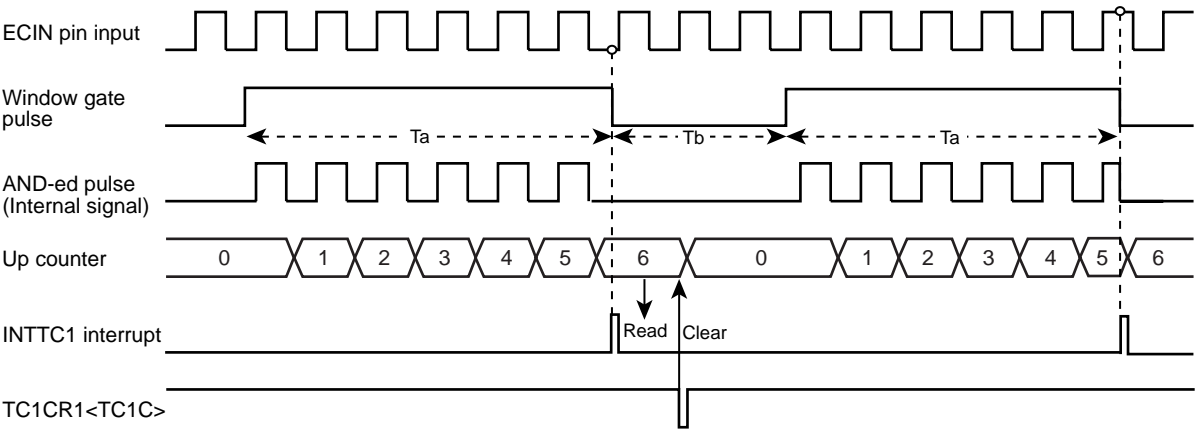 ECIN pin input
Window gate
pulse
Ta
Tb
Ta
AND-ed pulse
(Internal signal)
Up counter
0 1 2 3 4 5 6 0 1 2 3 4 5 6
Read
Clear
INTTC1 interrupt
TC1CR1<TC1C>